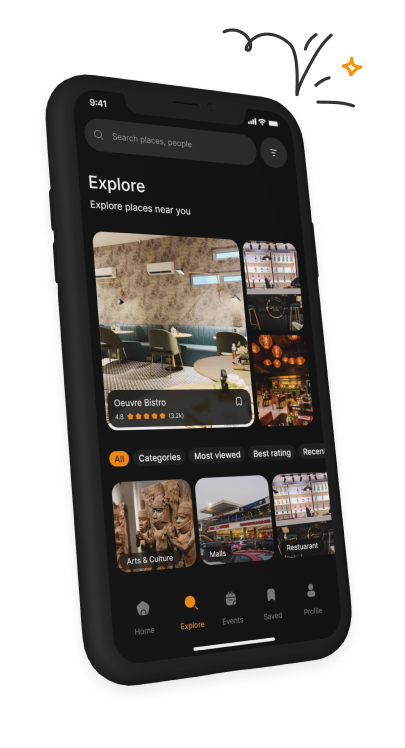 9:41
Search places, people
Explore
Explore places near you
Oeuvre Bistro
4.8 (3.2k)
All Categories Most viewed Best rating Recen
Arts & Culture
Malls
Restuarant
Home
Explore
Events
Saved
Profile